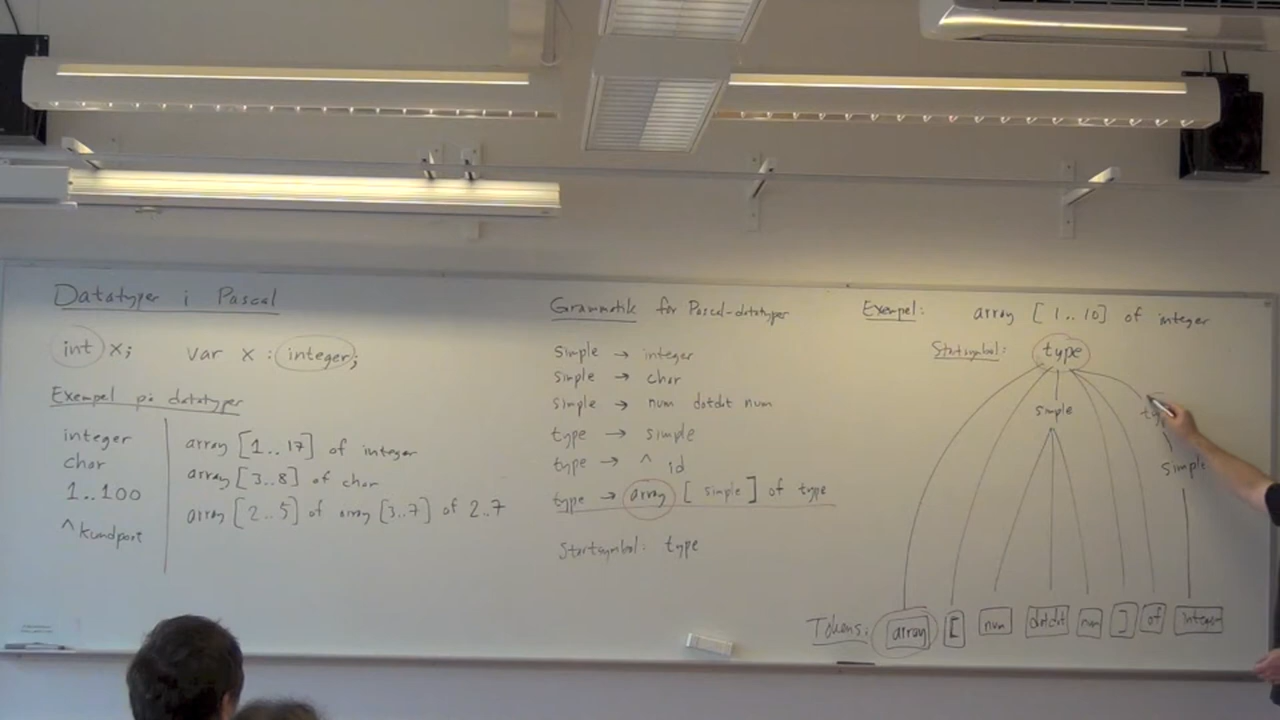 Datatyper i Pascal
int x; var x : integer;
Exempel på datatyper
integer
char
1..100
^kundpost
array [1..17] of integer
array [3..8] of char
array [2..5] of array [3..7] of 2..7
Grammatik för Pascal-datatyper
simple → integer
simple → char
simple → num dotdot num
type → simple
type → ^ id
type → array [ simple ] of type
Startsymbol: type
Exempel: array [1..10] of integer
Startsymbol: type
simple
simple
Tokens: array [ num dotdot num ] of integer